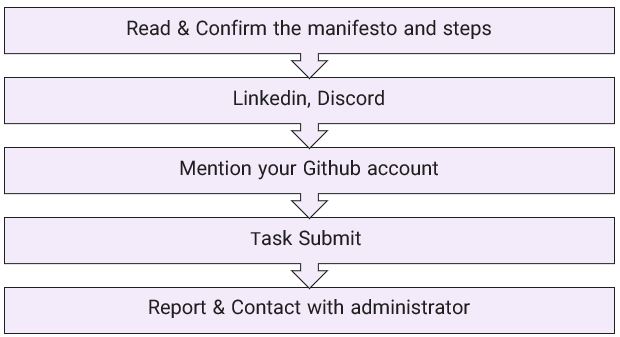 Read & Confirm the manifesto and steps
Linkedin, Discord
Mention your Github account
Task Submit
Report & Contact with administrator